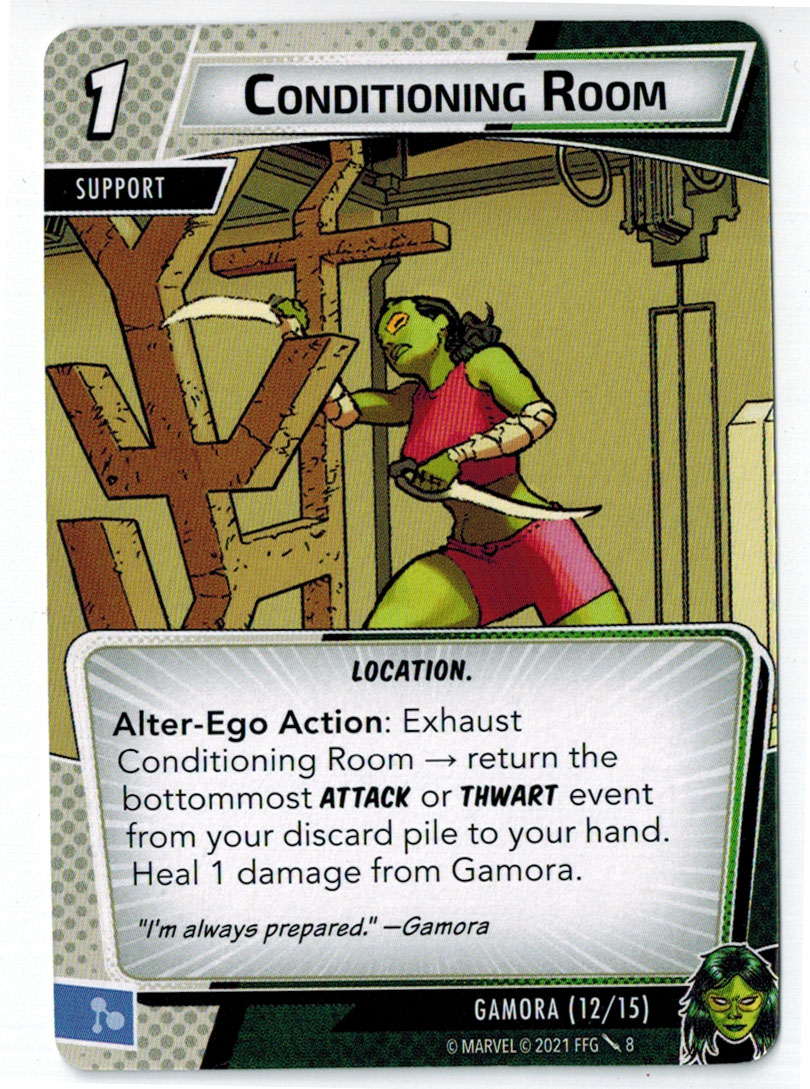 1
CONDITIONING ROOM
SUPPORT
LOCATION.
Alter-Ego Action: Exhaust
Conditioning Room → return the
bottommost ATTACK or THWART event
from your discard pile to your hand.
Heal 1 damage from Gamora.
"I'm always prepared." —Gamora
GAMORA (12/15)
© MARVEL © 2021 FFG 8